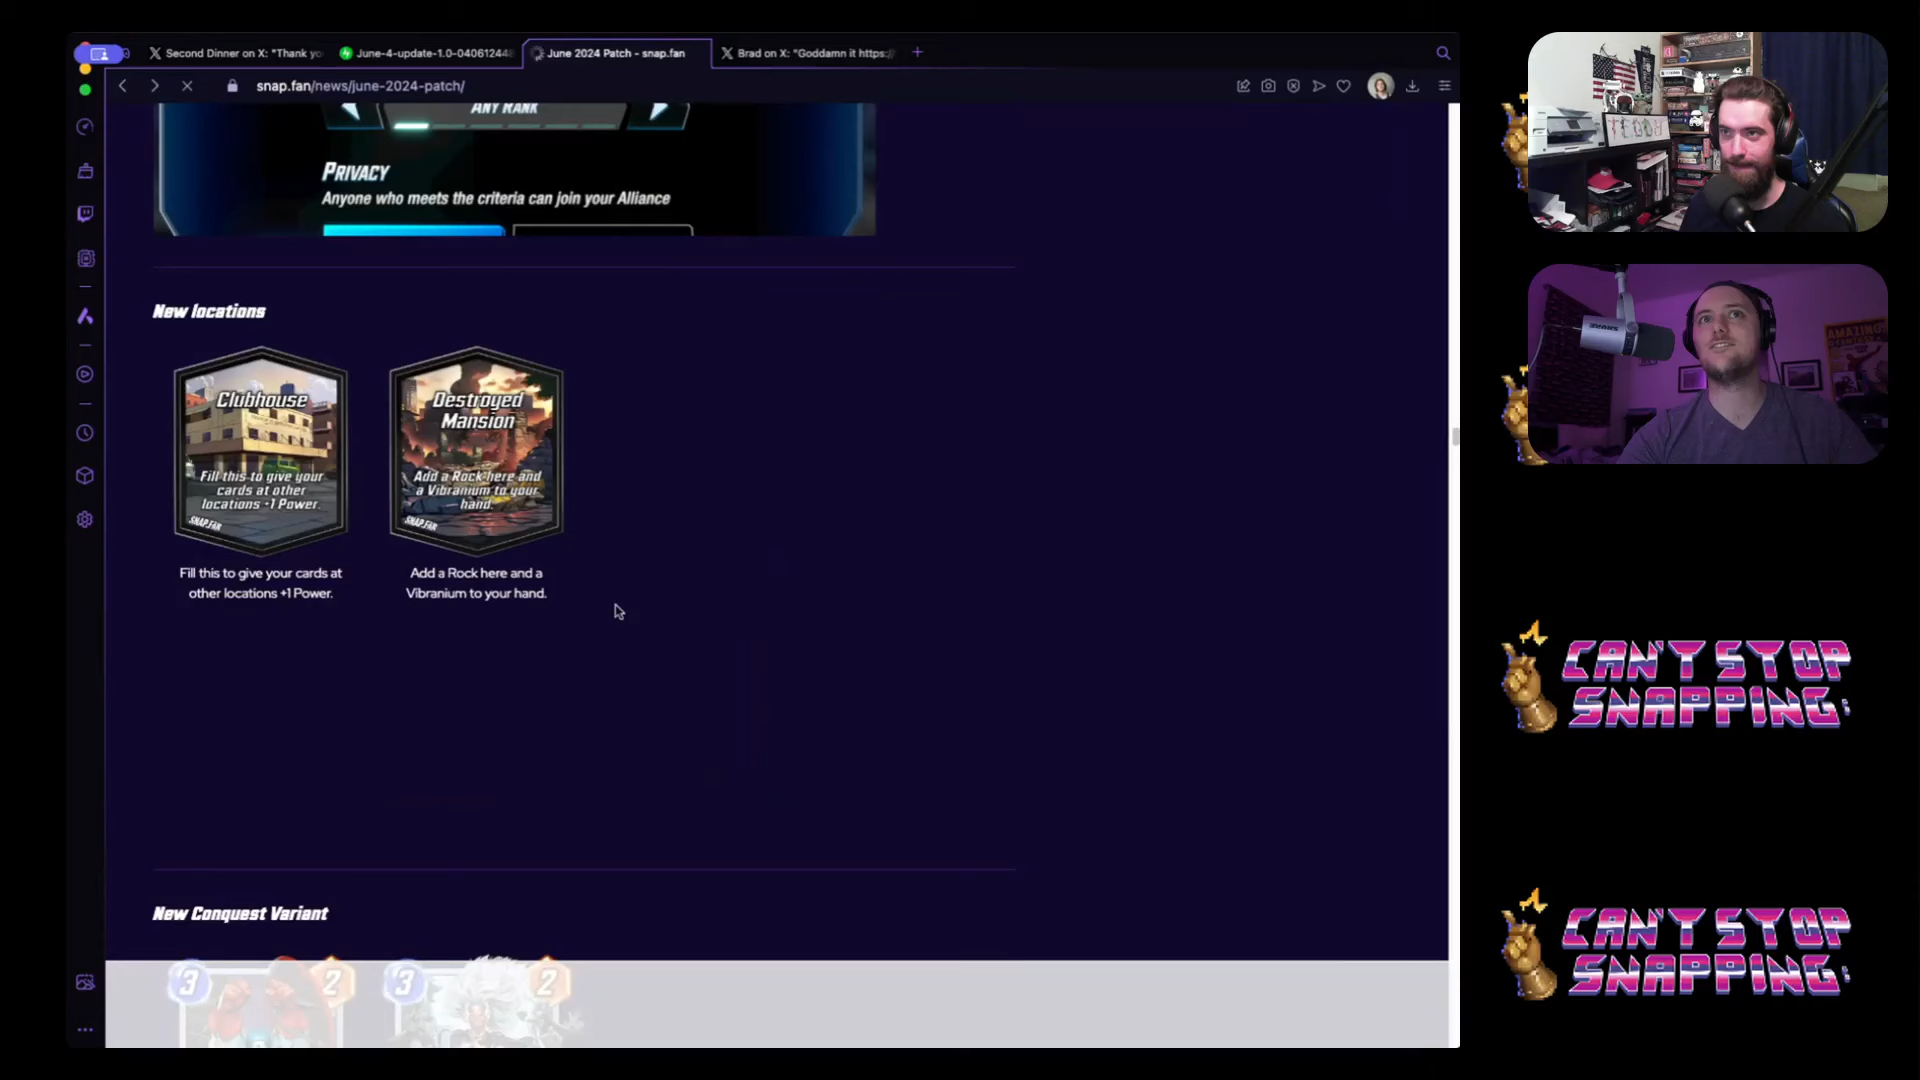 Second Dinner on X: "Thank yo
June-4-update-1.0-04061244
June 2024 Patch - snap.fan
Brad on X: "Goddamn it https:/
snap.fan/news/june-2024-patch/
ANY RANK
PRIVACY
Anyone who meets the criteria can join your Alliance
New locations
Clubhouse
Fill this to give your
cards at other
locations +1 Power.
SNAP.FAN
Destroyed
Mansion
Add a Rock here and
a Vibranium to your
hand.
SNAP.FAN
Fill this to give your cards at
other locations +1 Power.
Add a Rock here and a
Vibranium to your hand.
New Conquest Variant
3
2
3
2
SHURE
AMAZING
FANTASY
CAN'T STOP
SNAPPING:
CAN'T STOP
SNAPPING: